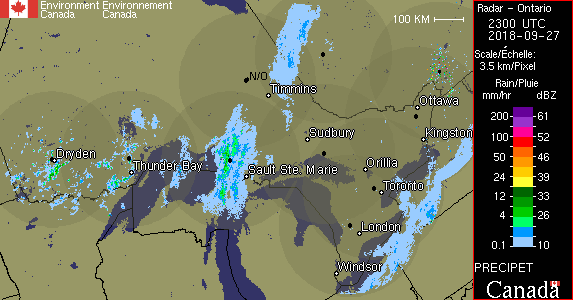 Environment Environnement
Canada Canada
100 KM
N/O
Timmins
Ottawa
Kingston
Sudbury
Dryden
Thunder Bay
Sault Ste. Marie
Orillia
Toronto
London
Windsor
Radar - Ontario
2300 UTC
2018-09-27
Scale/Échelle:
3.5 km/Pixel
Rain/Pluie
mm/hr dBZ
200 61
100 52
50 46
24 39
12 33
4 26
0.1 10
PRECIPET
Canada